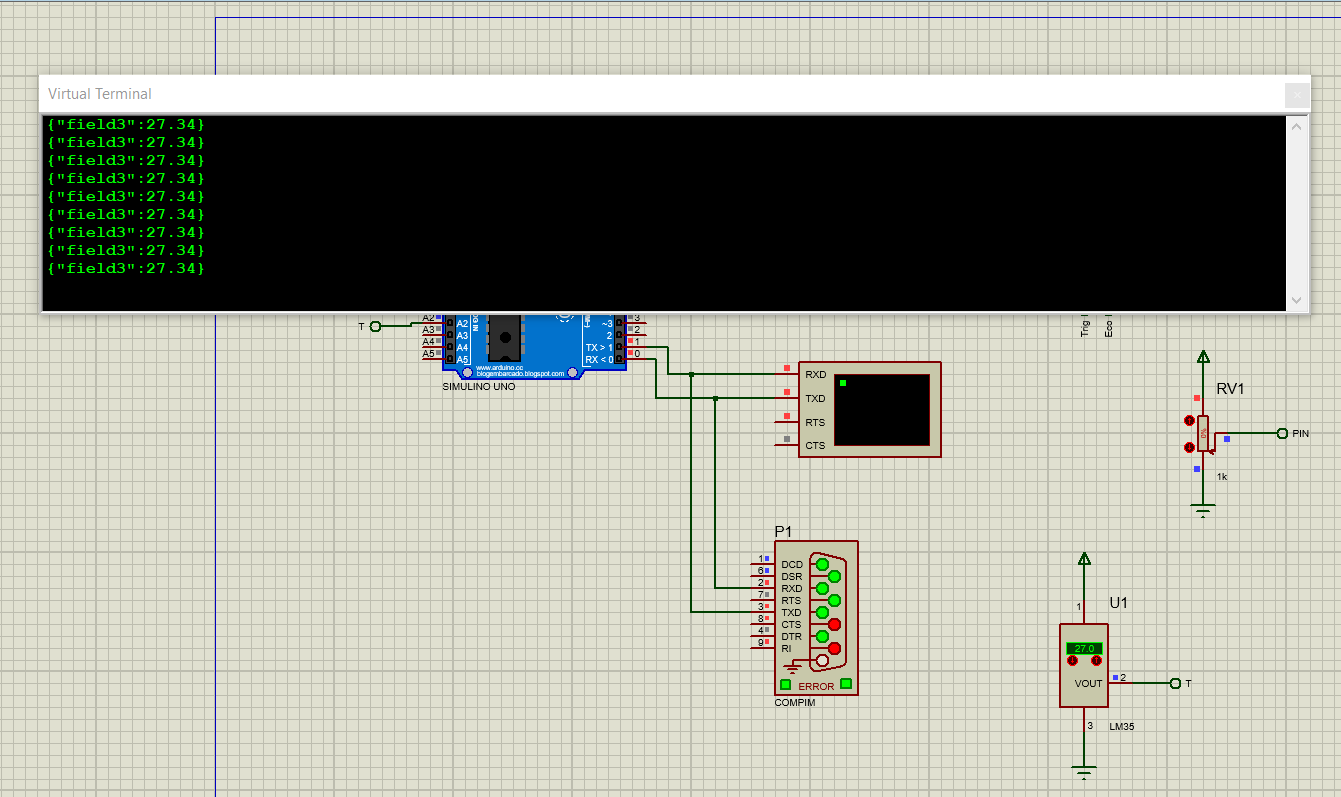 Virtual Terminal
{"field3":27.34}
{"field3":27.34}
{"field3":27.34}
{"field3":27.34}
{"field3":27.34}
{"field3":27.34}
{"field3":27.34}
{"field3":27.34}
{"field3":27.34}
T
A2
A3
A4
A5
A2
A3
A4
A5
~3
2
TX > 1
RX < 0
3
2
1
0
www.arduino.cc
blogembarcado.blogspot.com
SIMULINO UNO
Trig
Eco
RXD
TXD
RTS
CTS
RV1
0%
PIN
1k
P1
1 DCD
6 DSR
2 RXD
7 RTS
3 TXD
8 CTS
4 DTR
9 RI
ERROR
COMPIM
U1
1
27.0
VOUT
2
T
3
LM35